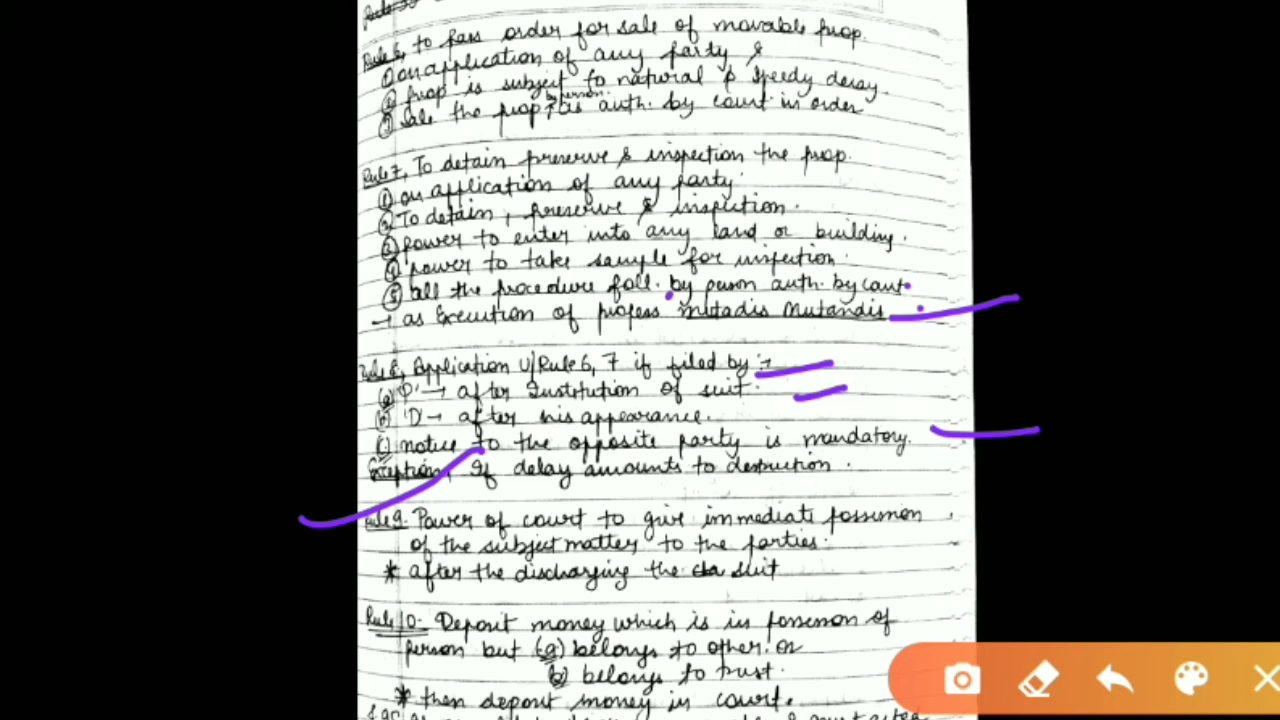 Rule 6, to pass order for sale of movable prop.
① on application of any party &
② prop is subject to natural & speedy decay.
by person.
③ sale the prop as auth. by court in order
Rule 7, To detain preserve & inspection the prop.
① on application of any party
② To detain, preserve & inspection.
③ power to enter into any land or building.
④ power to take sample for inspection.
⑤ all the procedure foll. by person auth. by court
→ as Execution of profess mutadis Mutandis.
Rule 8, Application U/Rule 6, 7 if filed by :-
(a) 'P' → after Institution of suit.
(b) 'D' → after his appearance.
(c) notice to the opposite party is mandatory.
Exception, If delay amounts to destruction.
Rule 9. Power of court to give immediate possession
of the subject matter to the parties.
* after the discharging the suit
Rule 10- Deposit money which is in possession of
person but (a) belongs to other. or
(b) belongs to trust.
* then deposit money in court.